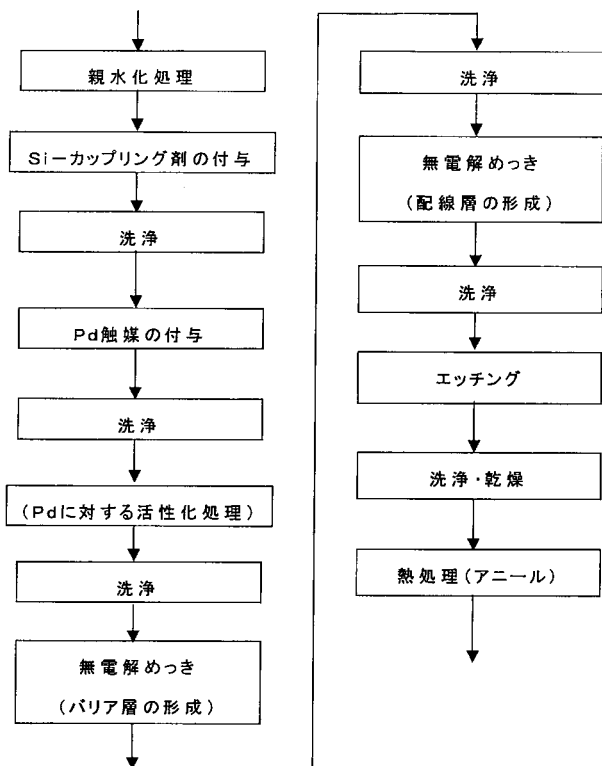 親水化処理
Si－カップリング剤の付与
洗浄
Pd触媒の付与
洗浄
(Pdに対する活性化処理)
洗浄
無電解めっき
(バリア層の形成)
洗浄
無電解めっき
(配線層の形成)
洗浄
エッチング
洗浄・乾燥
熱処理(アニール)